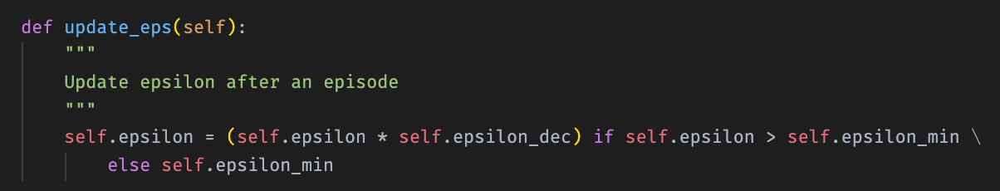 def update_eps(self):
    """
    Update epsilon after an episode
    """
    self.epsilon = (self.epsilon * self.epsilon_dec) if self.epsilon > self.epsilon_min \
        else self.epsilon_min